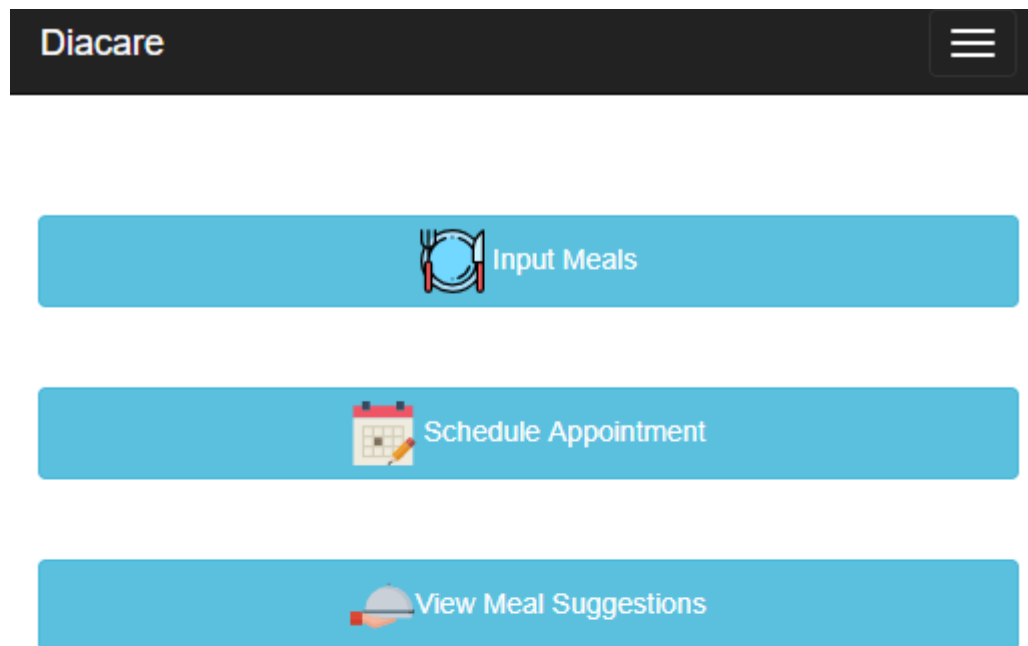 Diacare
Input Meals
Schedule Appointment
View Meal Suggestions